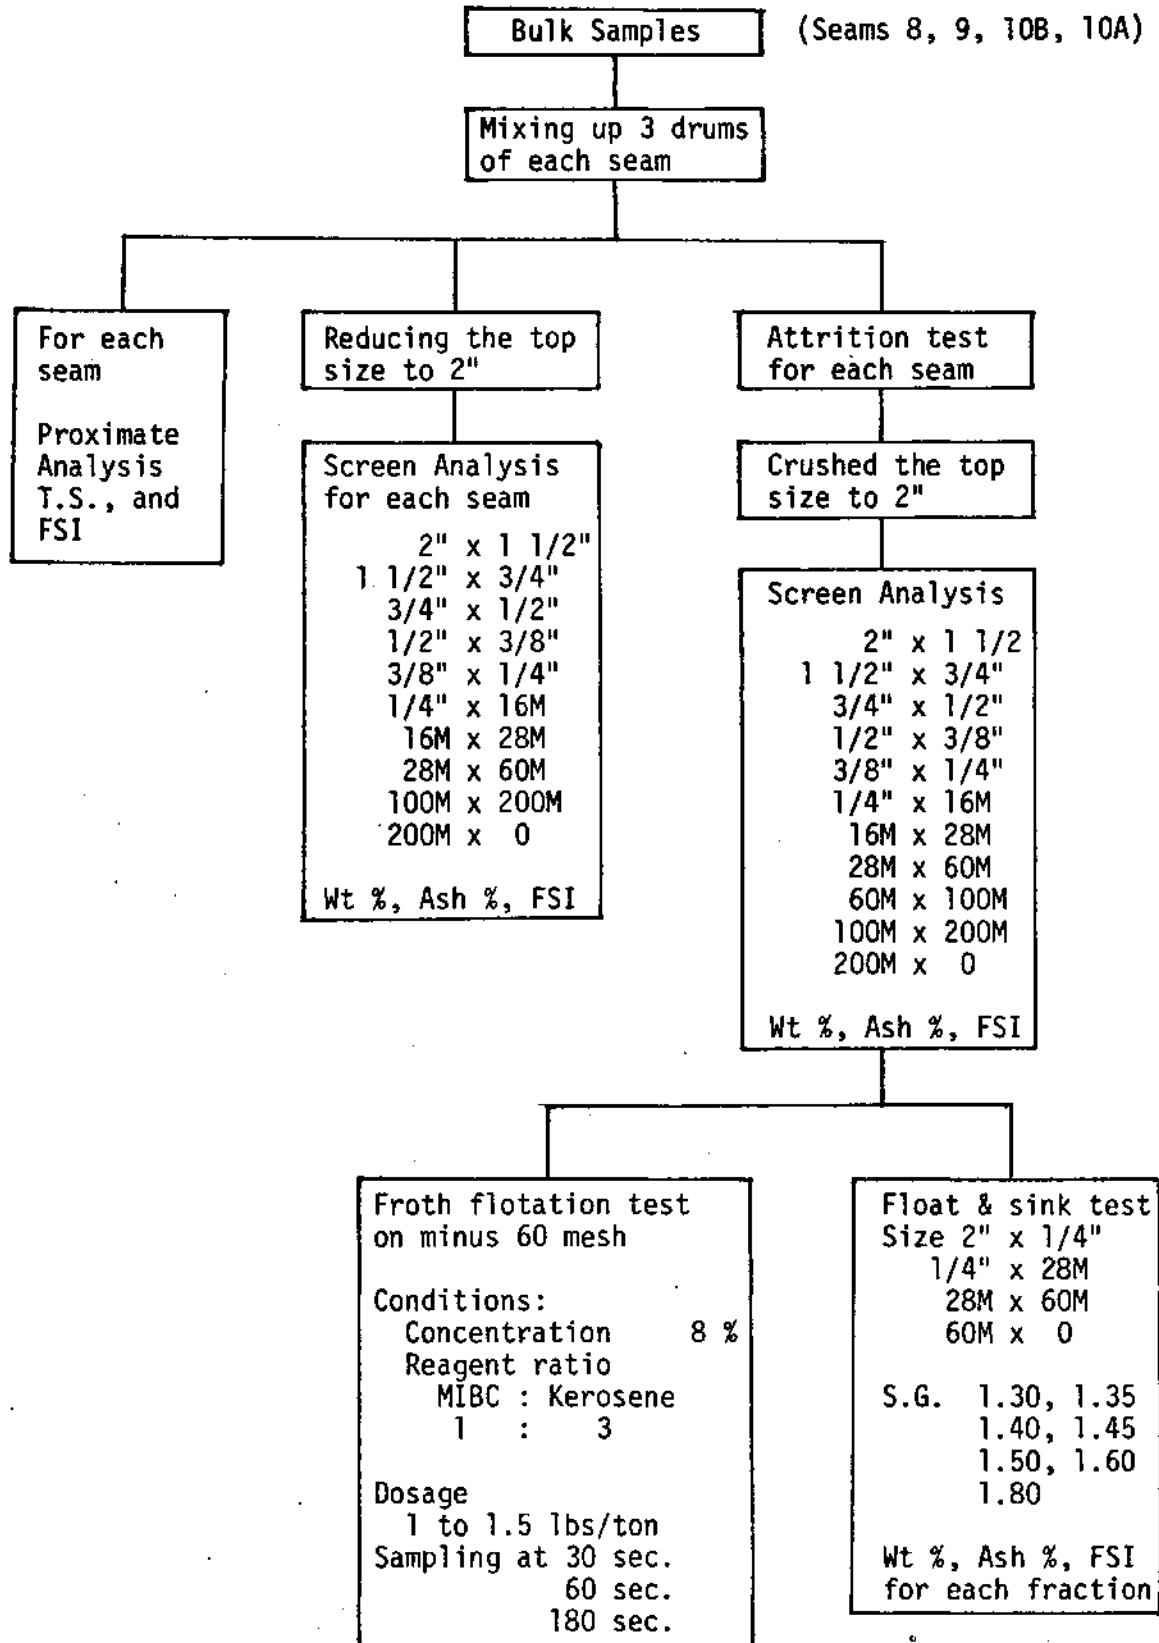 Bulk Samples (Seams 8, 9, 10B, 10A)
Mixing up 3 drums
of each seam
For each
seam
Proximate
Analysis
T.S., and
FSI
Reducing the top
size to 2"
Screen Analysis
for each seam
2" x 1 1/2"
1 1/2" x 3/4"
3/4" x 1/2"
1/2" x 3/8"
3/8" x 1/4"
1/4" x 16M
16M x 28M
28M x 60M
100M x 200M
200M x 0
Wt %, Ash %, FSI
Attrition test
for each seam
Crushed the top
size to 2"
Screen Analysis
2" x 1 1/2
1 1/2" x 3/4"
3/4" x 1/2"
1/2" x 3/8"
3/8" x 1/4"
1/4" x 16M
16M x 28M
28M x 60M
60M x 100M
100M x 200M
200M x 0
Wt %, Ash %, FSI
Froth flotation test
on minus 60 mesh
Conditions:
Concentration 8 %
Reagent ratio
MIBC : Kerosene
1 : 3
Dosage
1 to 1.5 lbs/ton
Sampling at 30 sec.
60 sec.
180 sec.
Float & sink test
Size 2" x 1/4"
1/4" x 28M
28M x 60M
60M x 0
S.G. 1.30, 1.35
1.40, 1.45
1.50, 1.60
1.80
Wt %, Ash %, FSI
for each fraction